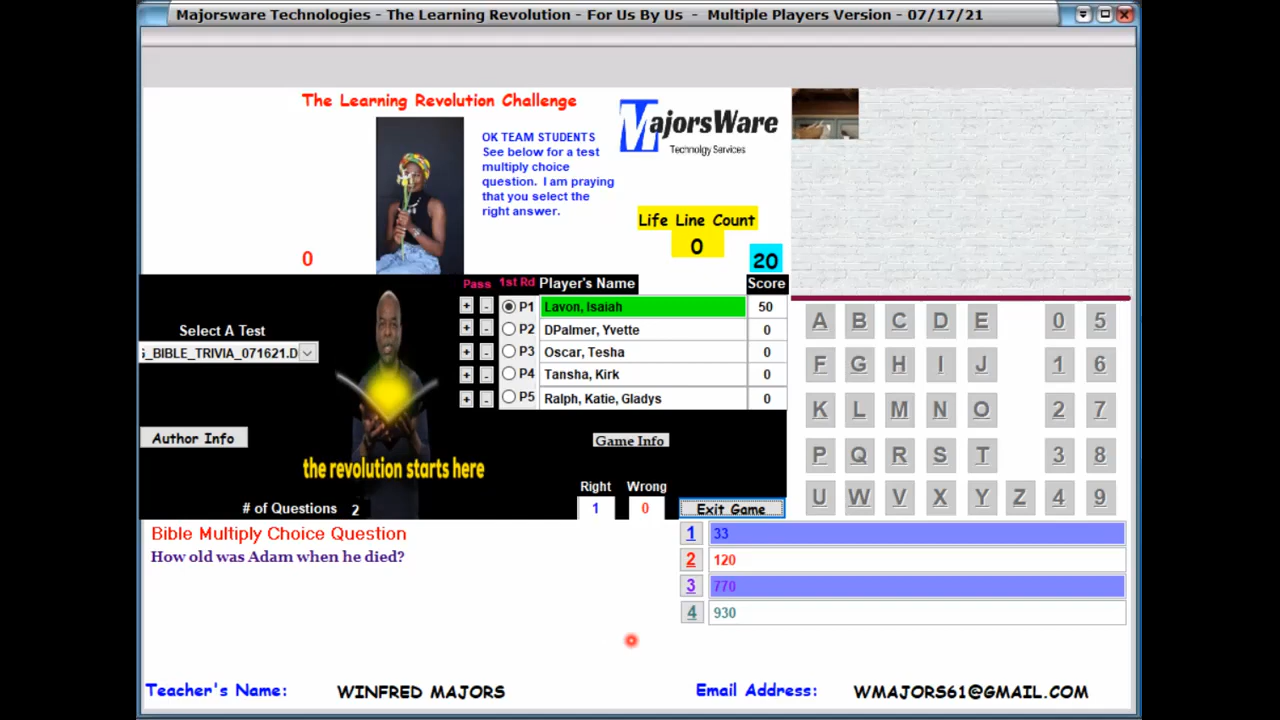 Majorsware Technologies - The Learning Revolution - For Us By Us - Multiple Players Version - 07/17/21
The Learning Revolution Challenge
MajorsWare
Technolgy Services
OK TEAM STUDENTS
See below for a test
multiply choice
question. I am praying
that you select the
right answer.
Life Line Count
0
0
20
Pass 1st Rd Player's Name Score
+ - P1 Lavon, Isaiah 50
+ - P2 DPalmer, Yvette 0
+ - P3 Oscar, Tesha 0
+ - P4 Tansha, Kirk 0
+ - P5 Ralph, Katie, Gladys 0
Select A Test
_BIBLE_TRIVIA_071621.D
Author Info
Game Info
the revolution starts here
Right Wrong
# of Questions 2
1 0
Exit Game
A B C D E 0 5
F G H I J 1 6
K L M N O 2 7
P Q R S T 3 8
U W V X Y Z 4 9
Bible Multiply Choice Question
How old was Adam when he died?
1 33
2 120
3 770
4 930
Teacher's Name: WINFRED MAJORS
Email Address: WMAJORS61@GMAIL.COM